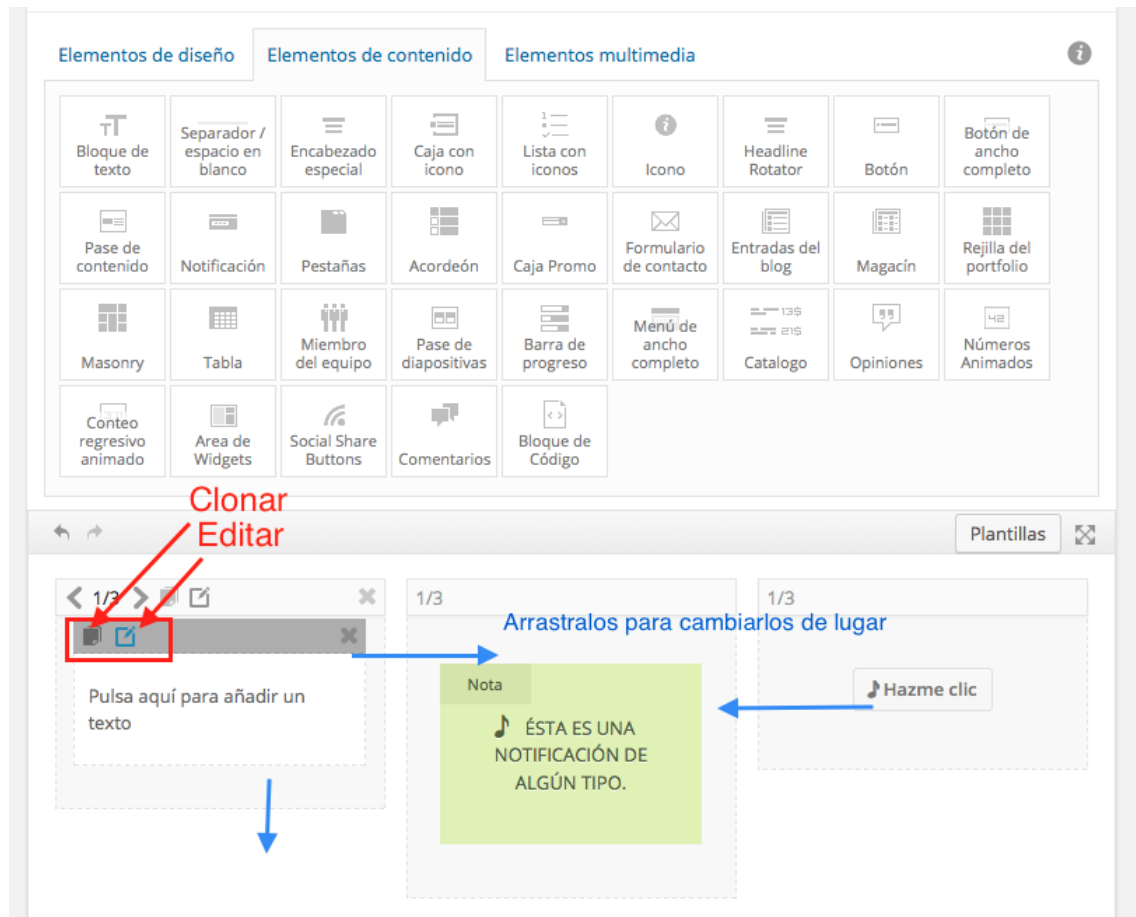 Elementos de diseño
Elementos de contenido
Elementos multimedia
Bloque de
texto
Separador /
espacio en
blanco
Encabezado
especial
Caja con
icono
Lista con
iconos
Icono
Headline
Rotator
Botón
Botón de
ancho
completo
Pase de
contenido
Notificación
Pestañas
Acordeón
Caja Promo
Formulario
de contacto
Entradas del
blog
Magacín
Rejilla del
portfolio
Masonry
Tabla
Miembro
del equipo
Pase de
diapositivas
Barra de
progreso
Menú de
ancho
completo
13$
21$
Catalogo
Opiniones
42
Números
Animados
Conteo
regresivo
animado
Area de
Widgets
Social Share
Buttons
Comentarios
Bloque de
Código
Clonar
Editar
Plantillas
1/3
1/3
1/3
Arrastralos para cambiarlos de lugar
Pulsa aquí para añadir un
texto
Nota
ÉSTA ES UNA
NOTIFICACIÓN DE
ALGÚN TIPO.
Hazme clic